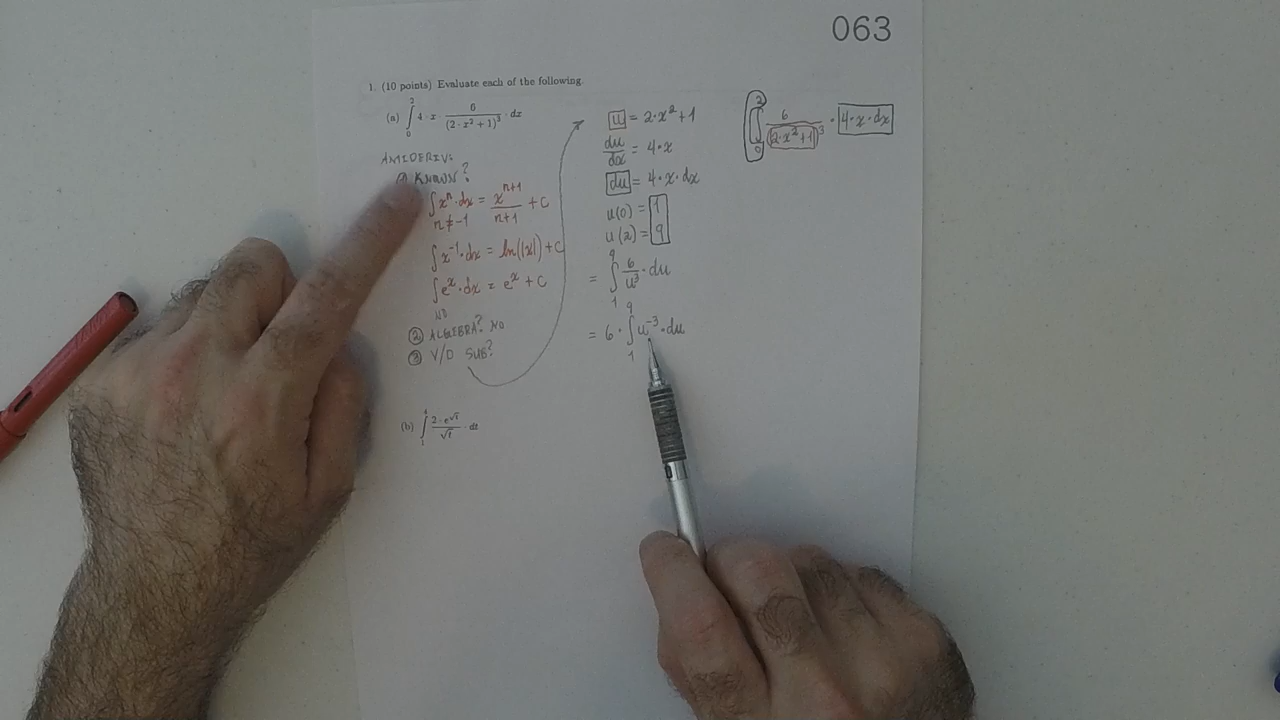 063
1. (10 points) Evaluate each of the following.
(a) ∫₀² 4 · x · 6/(2·x²+1)³ · dx
ANTIDERIV:
① KNOWN?
∫xⁿ·dx = xⁿ⁺¹/(n+1) + C
n≠-1
∫x⁻¹·dx = ln(|x|) + C
∫eˣ·dx = eˣ + C
NO
② ALGEBRA? NO
③ V/O SUB?
(b) ∫₁⁴ 2·e^√t/√t · dt
u = 2·x²+1
du/dx = 4·x
du = 4·x·dx
u(0) = 1
u(2) = 9
= ∫₁⁹ 6/u³ · du
= 6 · ∫₁⁹ u⁻³ · du
∫₀² 6/(2·x²+1)³ · 4·x·dx